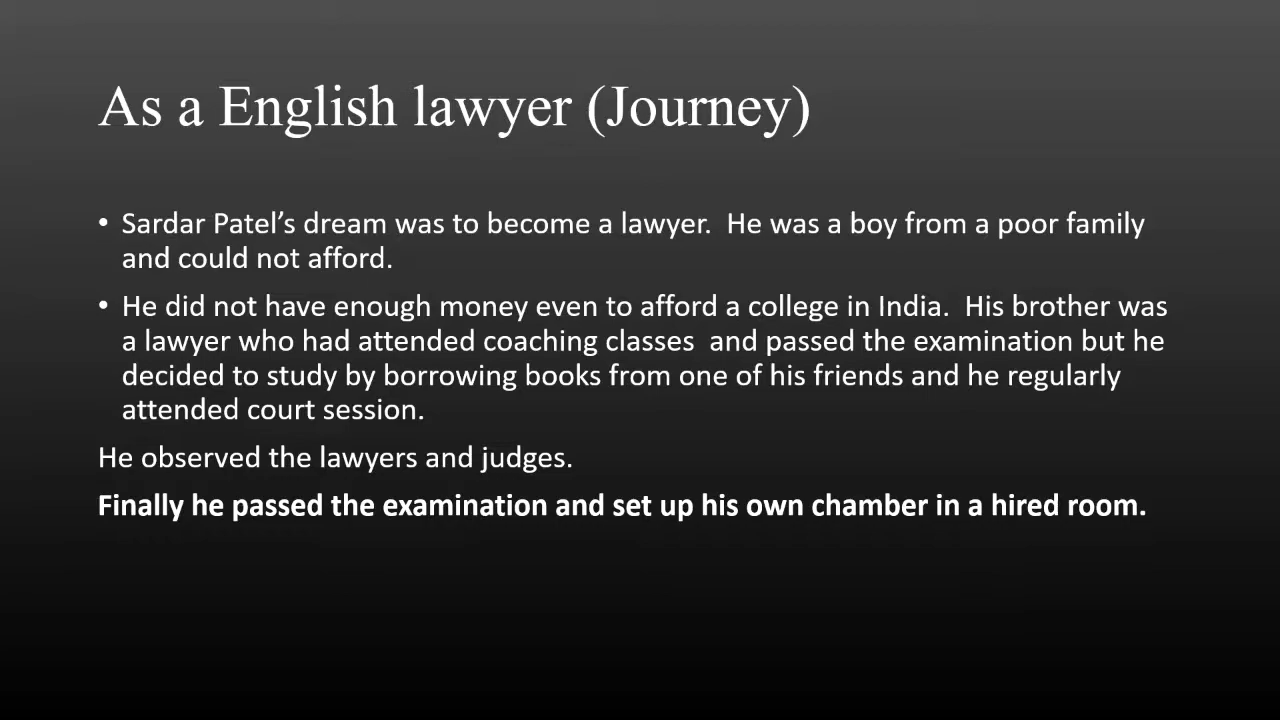 As a English lawyer (Journey)
• Sardar Patel’s dream was to become a lawyer.  He was a boy from a poor family
and could not afford.
• He did not have enough money even to afford a college in India.  His brother was
a lawyer who had attended coaching classes  and passed the examination but he
decided to study by borrowing books from one of his friends and he regularly
attended court session.
He observed the lawyers and judges.
Finally he passed the examination and set up his own chamber in a hired room.